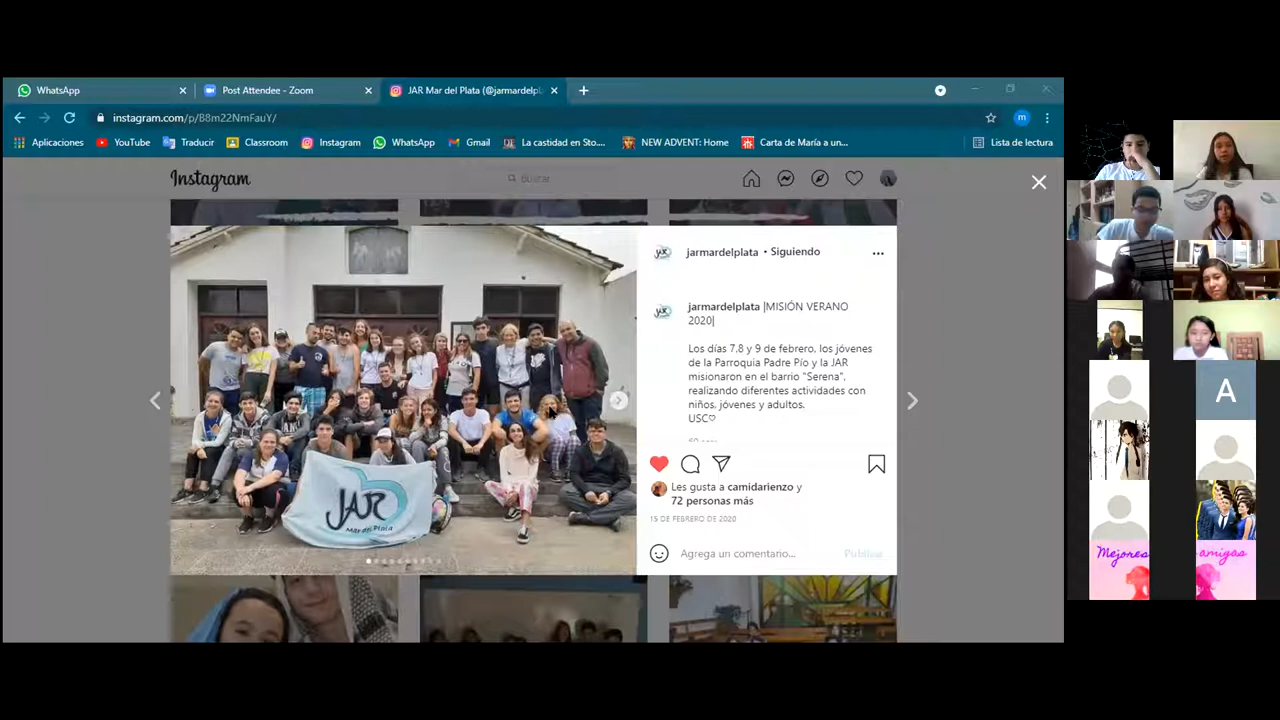 WhatsApp
Post Attendee - Zoom
JAR Mar del Plata (@jarmardelpl
instagram.com/p/B8m22NmFauY/
m
Aplicaciones
YouTube
Traducir
Classroom
Instagram
WhatsApp
Gmail
La castidad en Sto....
NEW ADVENT: Home
Carta de María a un...
Lista de lectura
Instagram
Buscar
jarmardelplata • Siguiendo
jarmardelplata |MISIÓN VERANO
2020|
Los días 7,8 y 9 de febrero, los jóvenes
de la Parroquia Padre Pío y la JAR
misionaron en el barrio "Serena",
realizando diferentes actividades con
niños, jóvenes y adultos.
USC♡
Les gusta a camidarienzo y
72 personas más
15 DE FEBRERO DE 2020
Agrega un comentario...
Publicar
JAR
Mar del Plata
A
Mejores amigas